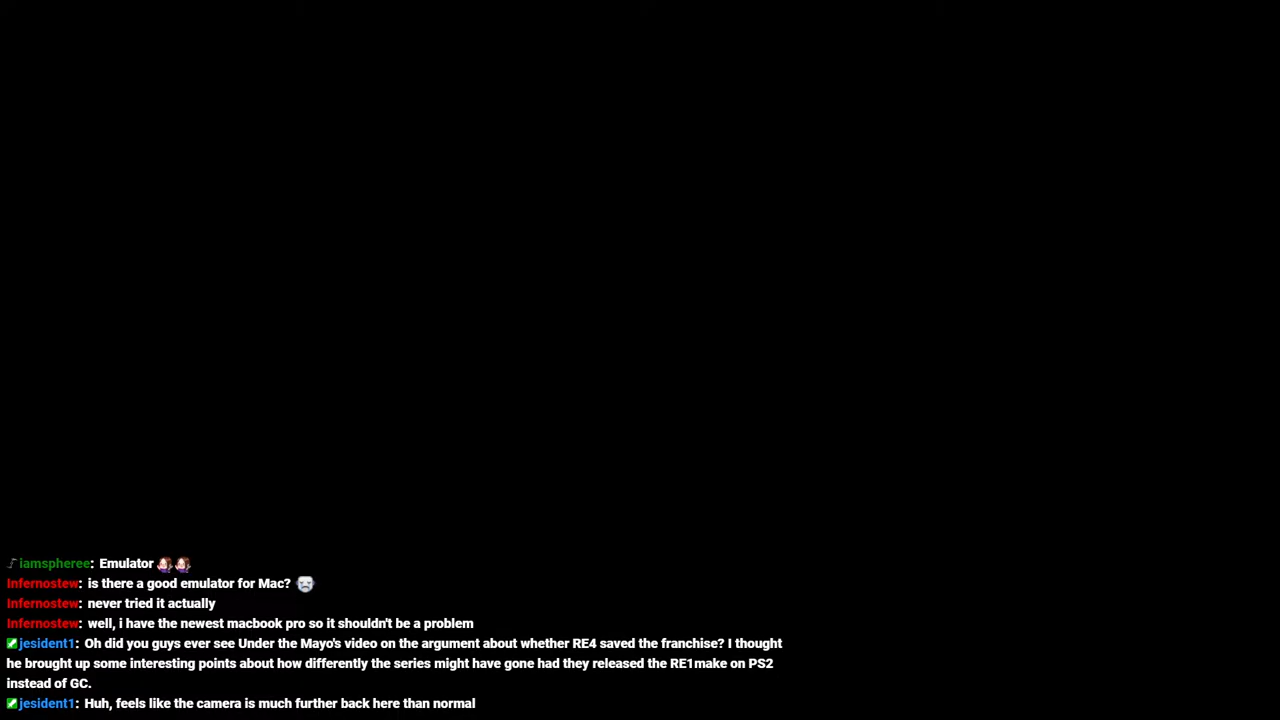 iamspheree: Emulator
Infernostew: is there a good emulator for Mac?
Infernostew: never tried it actually
Infernostew: well, i have the newest macbook pro so it shouldn't be a problem
jesident1: Oh did you guys ever see Under the Mayo's video on the argument about whether RE4 saved the franchise? I thought
he brought up some interesting points about how differently the series might have gone had they released the RE1make on PS2
instead of GC.
jesident1: Huh, feels like the camera is much further back here than normal